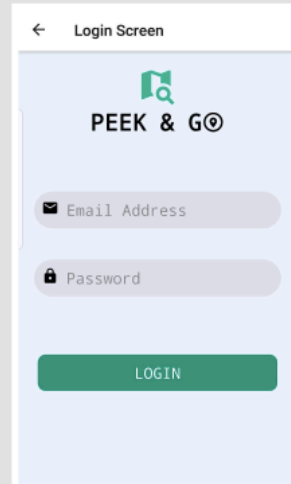 Login Screen
PEEK & GO
Email Address
Password
LOGIN